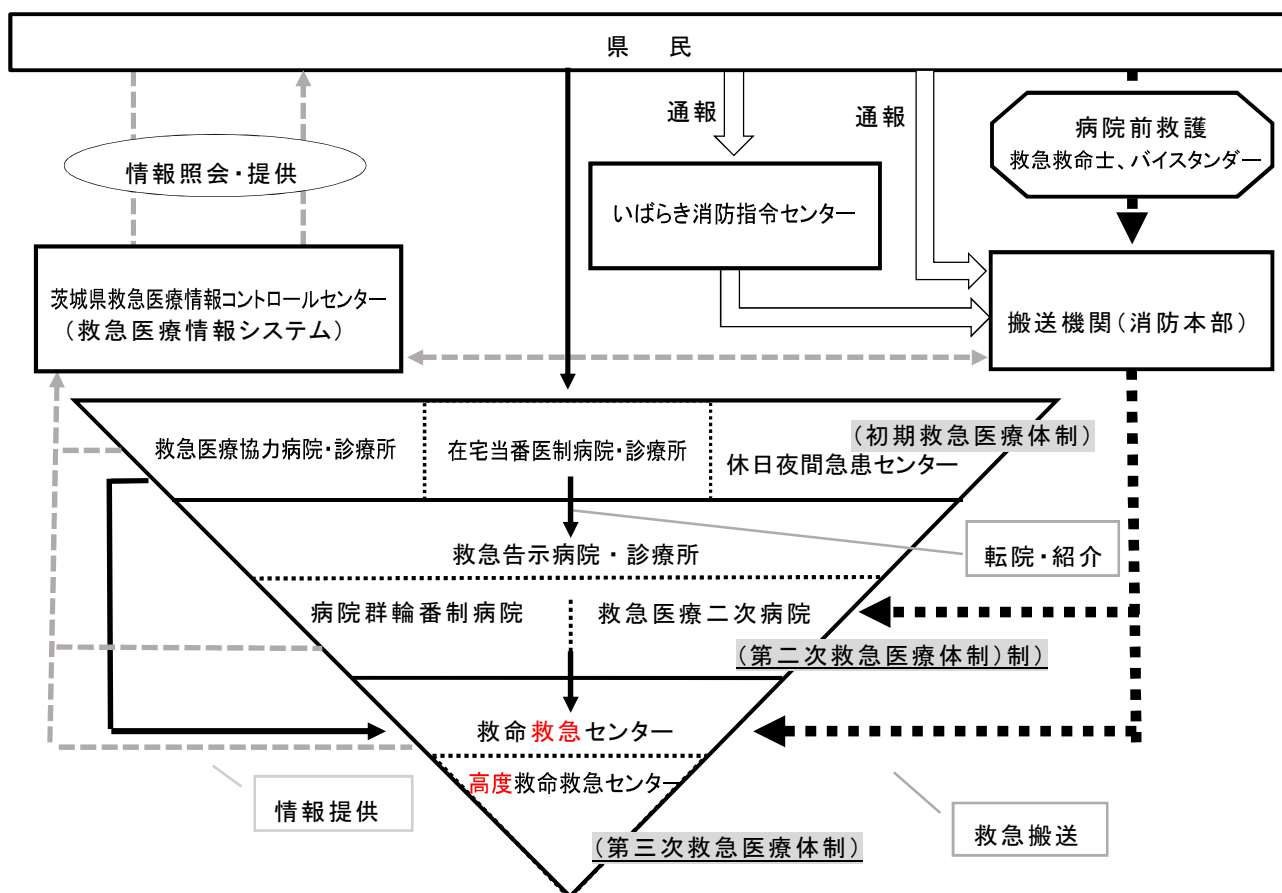 県 民
通報
通報
病院前救護
救急救命士、バイスタンダー
情報照会・提供
いばらき消防指令センター
茨城県救急医療情報コントロールセンター
(救急医療情報システム)
搬送機関(消防本部)
(初期救急医療体制)
救急医療協力病院・診療所
在宅当番医制病院・診療所
休日夜間急患センター
救急告示病院・診療所
転院・紹介
病院群輪番制病院
救急医療二次病院
(第二次救急医療体制)制)
救命救急センター
高度救命救急センター
情報提供
救急搬送
(第三次救急医療体制)